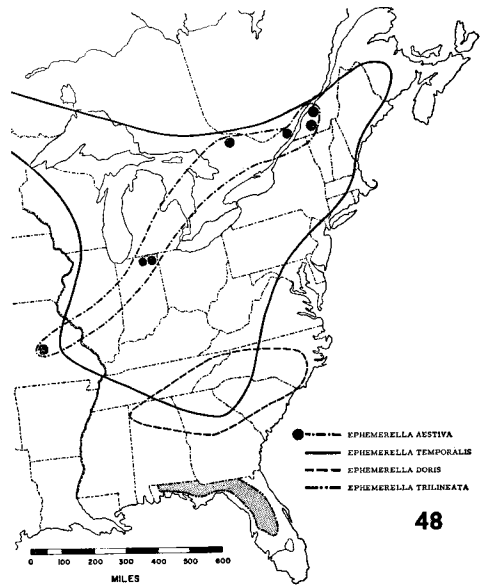 EPHEMERELLA AESTIVA
EPHEMERELLA TEMPORALIS
EPHEMERELLA DORIS
EPHEMERELLA TRILINEATA
48
0 100 200 300 400 500 600
MILES